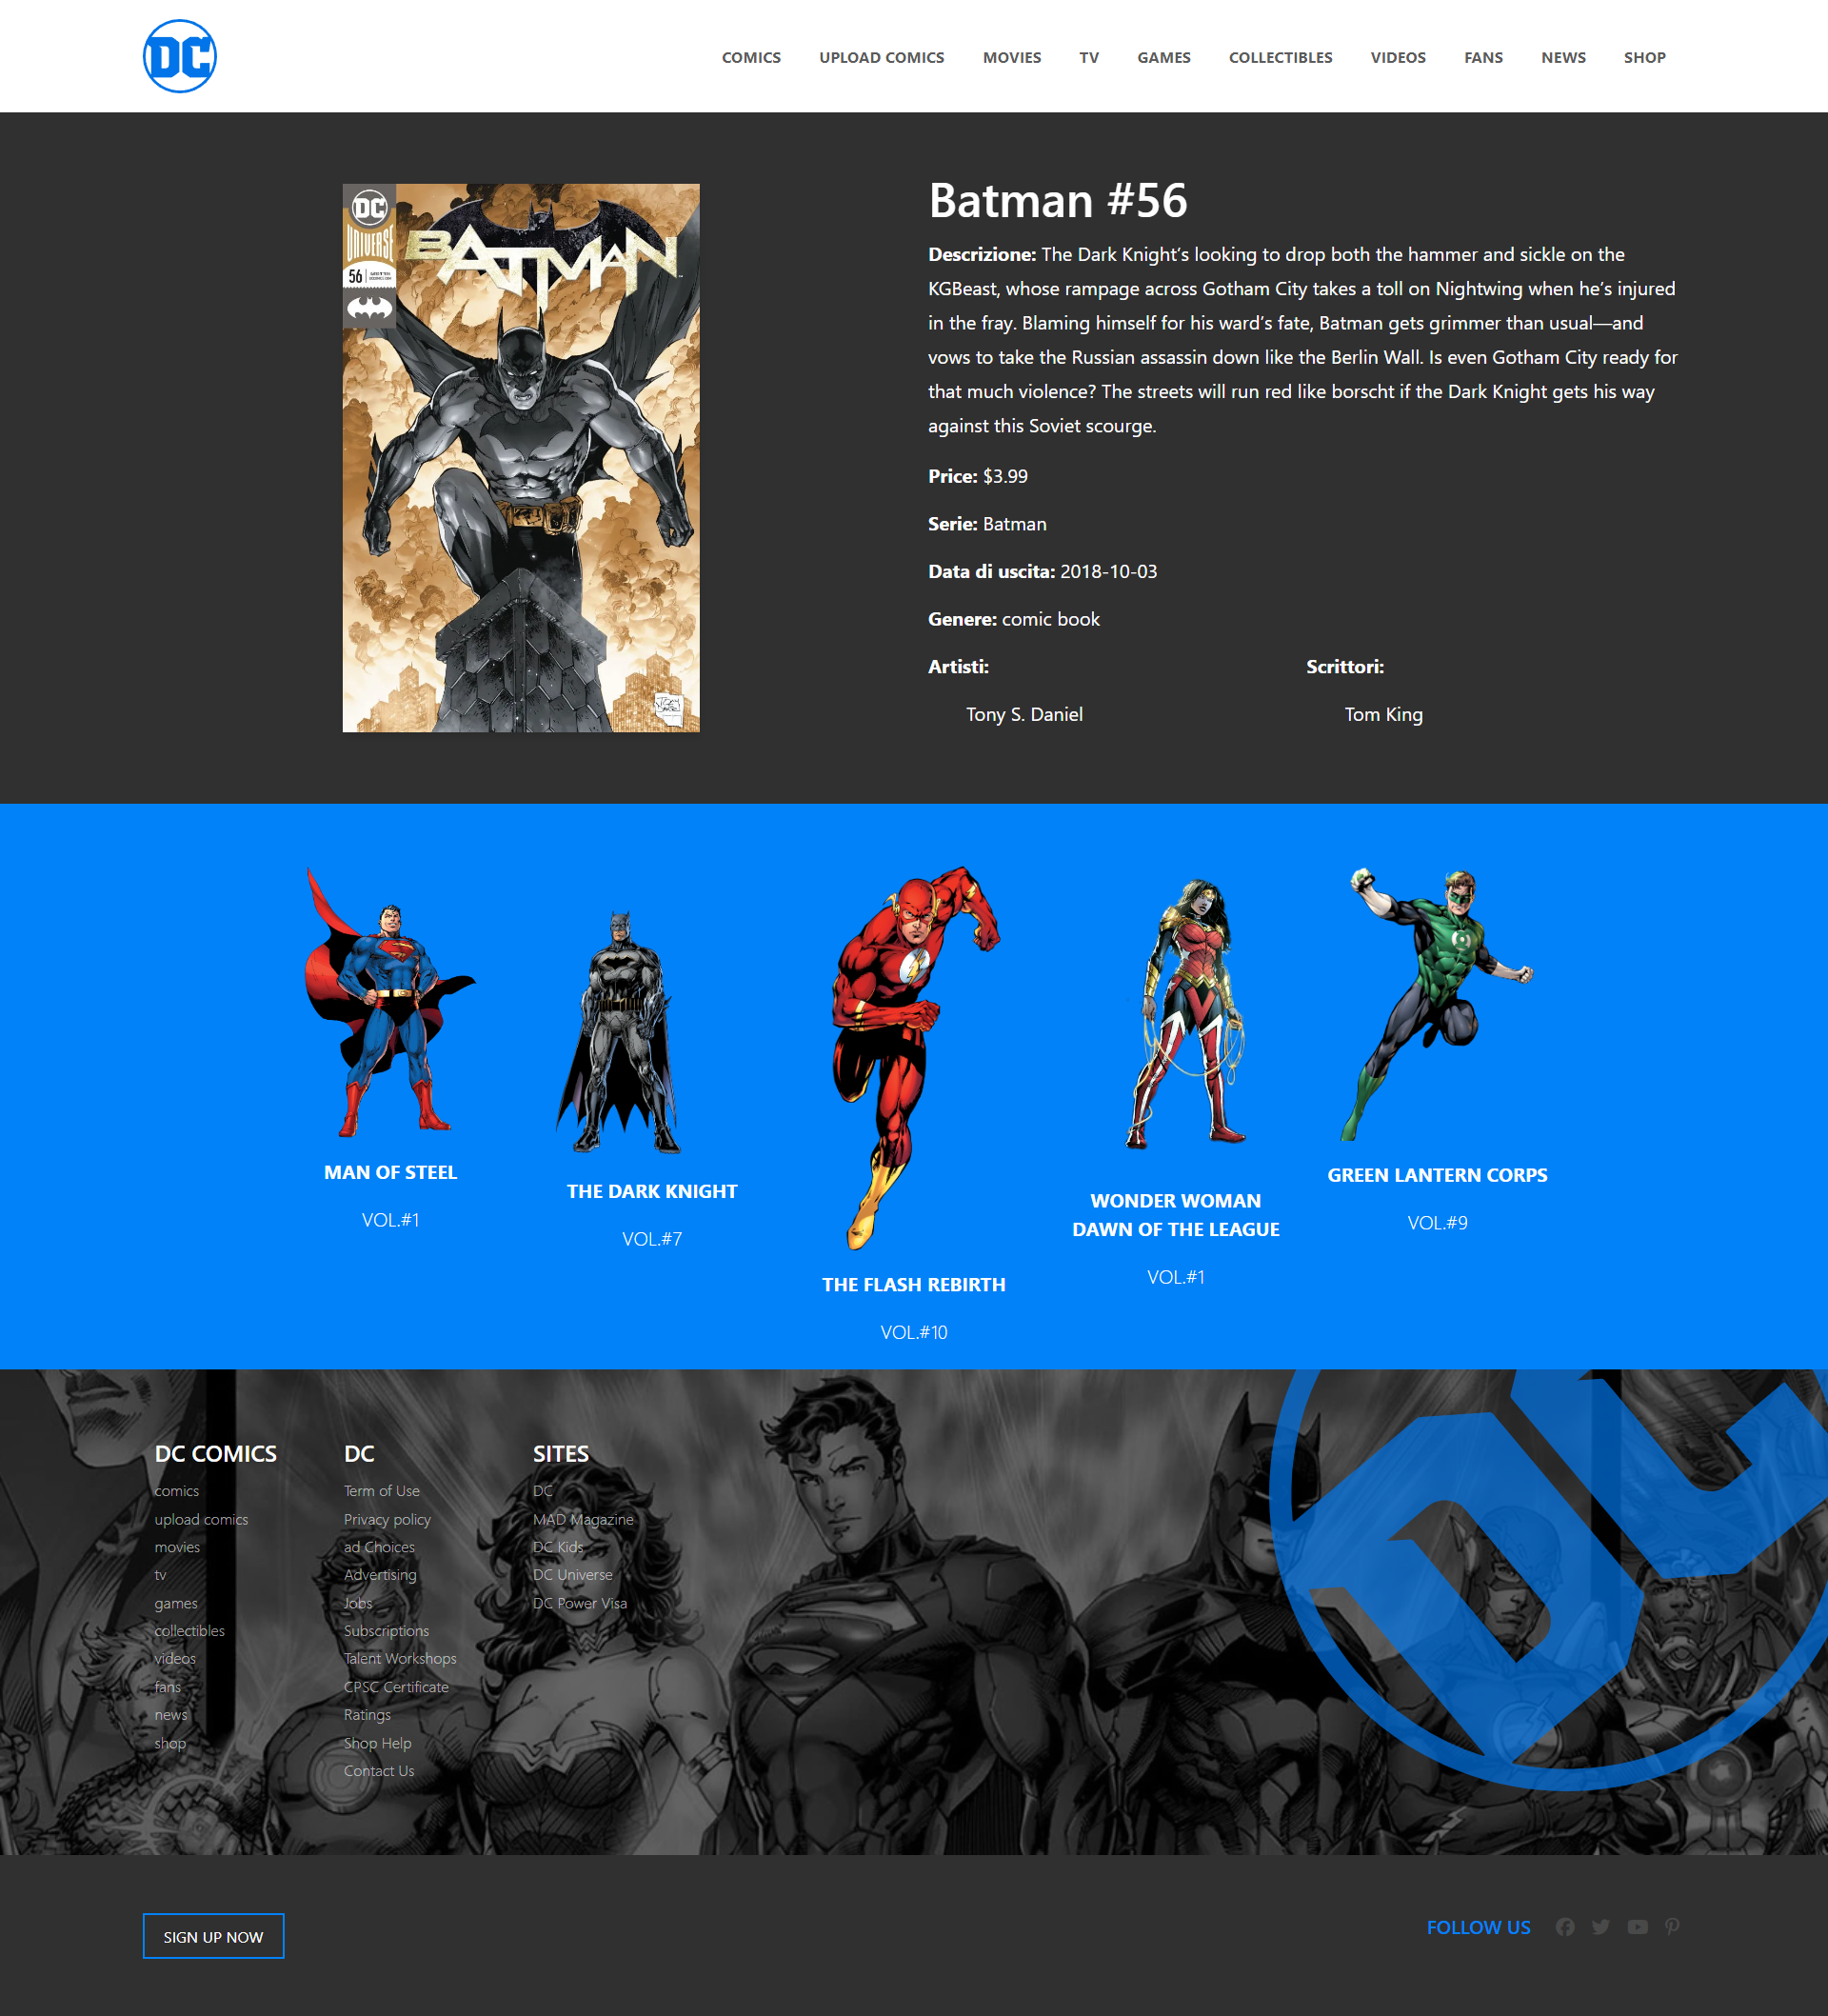 DC
COMICS
UPLOAD COMICS
MOVIES
TV
GAMES
COLLECTIBLES
VIDEOS
FANS
NEWS
SHOP
DC
UNIVERSE
56
BATMAN
Batman #56
Descrizione: The Dark Knight’s looking to drop both the hammer and sickle on the
KGBeast, whose rampage across Gotham City takes a toll on Nightwing when he’s injured
in the fray. Blaming himself for his ward’s fate, Batman gets grimmer than usual—and
vows to take the Russian assassin down like the Berlin Wall. Is even Gotham City ready for
that much violence? The streets will run red like borscht if the Dark Knight gets his way
against this Soviet scourge.
Price: $3.99
Serie: Batman
Data di uscita: 2018-10-03
Genere: comic book
Artisti:
Tony S. Daniel
Scrittori:
Tom King
MAN OF STEEL
VOL.#1
THE DARK KNIGHT
VOL.#7
THE FLASH REBIRTH
VOL.#10
WONDER WOMAN
DAWN OF THE LEAGUE
VOL.#1
GREEN LANTERN CORPS
VOL.#9
DC COMICS
comics
upload comics
movies
tv
games
collectibles
videos
fans
news
shop
DC
Term of Use
Privacy policy
ad Choices
Advertising
Jobs
Subscriptions
Talent Workshops
CPSC Certificate
Ratings
Shop Help
Contact Us
SITES
DC
MAD Magazine
DC Kids
DC Universe
DC Power Visa
SIGN UP NOW
FOLLOW US